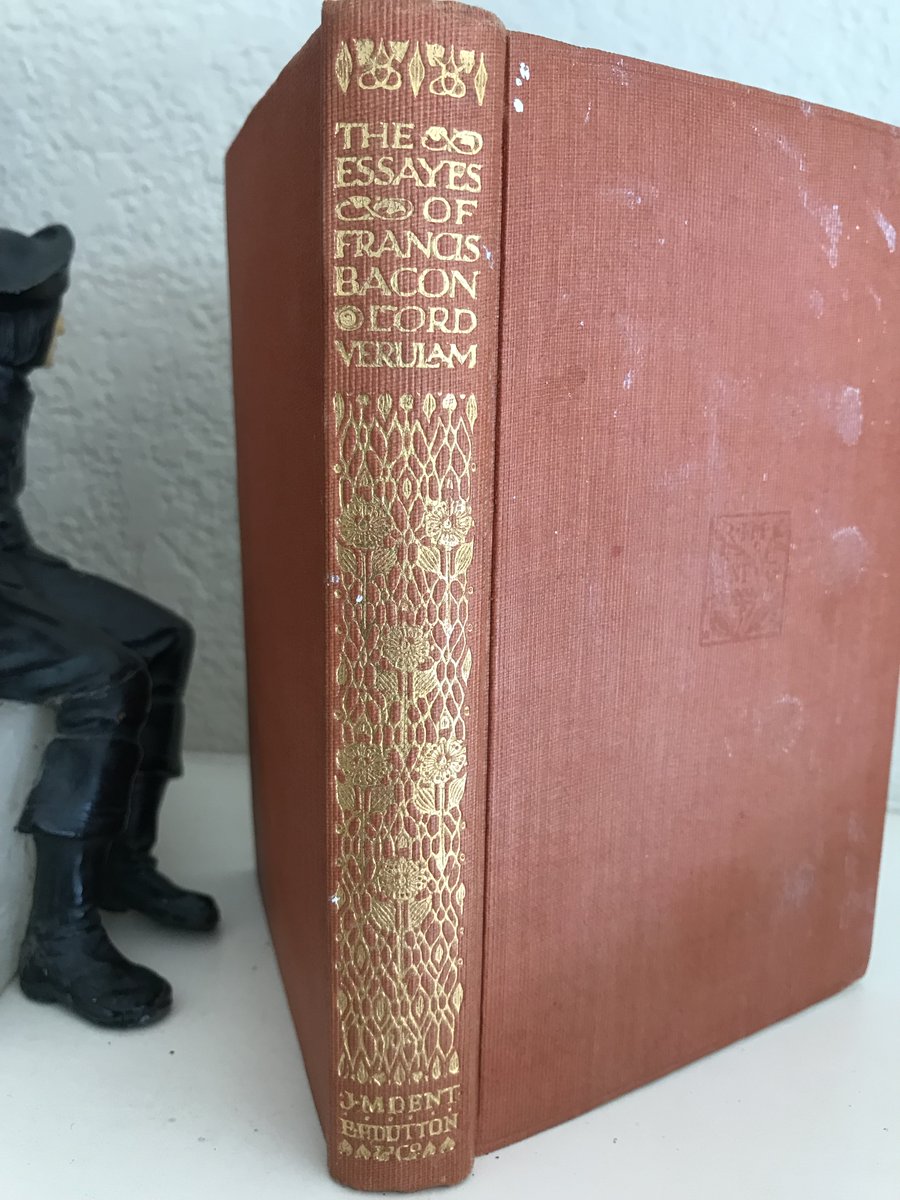 THE
ESSAYES
OF
FRANCIS
BACON
LORD
VERULAM
J·M·DENT
E·P·DUTTON
& Co